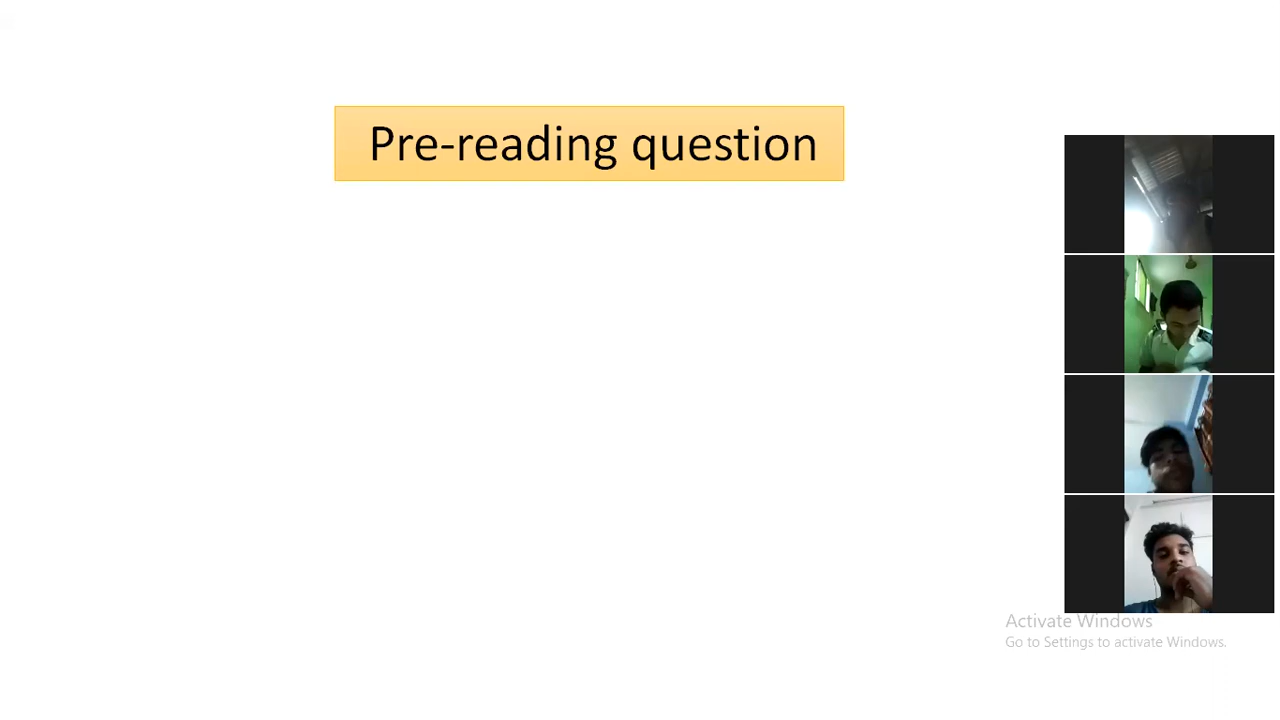 Pre-reading question
Activate Windows
Go to Settings to activate Windows.